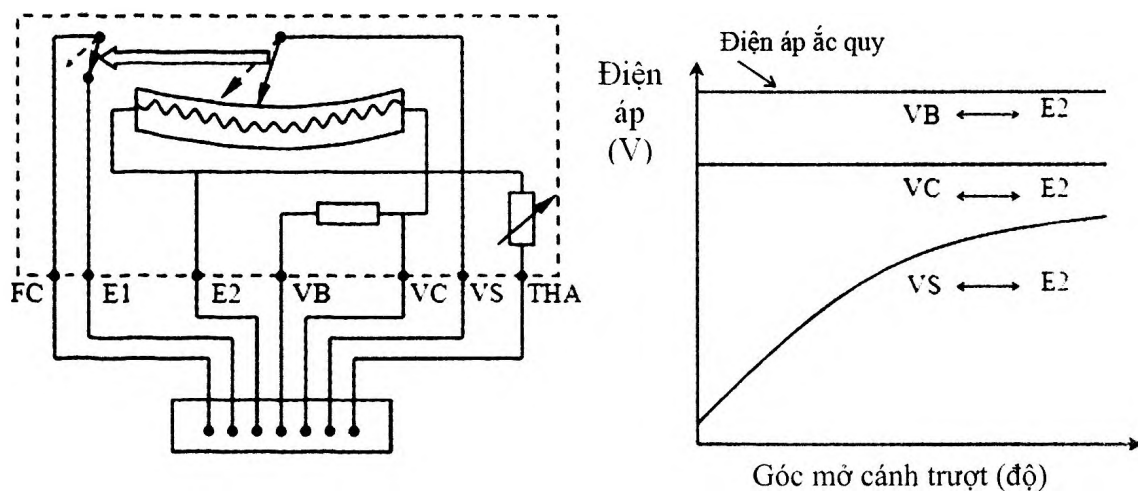 FC E1 E2 VB VC VS THA
Điện áp ắc quy
Điện
áp
(V)
VB ⟷ E2
VC ⟷ E2
VS ⟷ E2
Góc mở cánh trượt (độ)